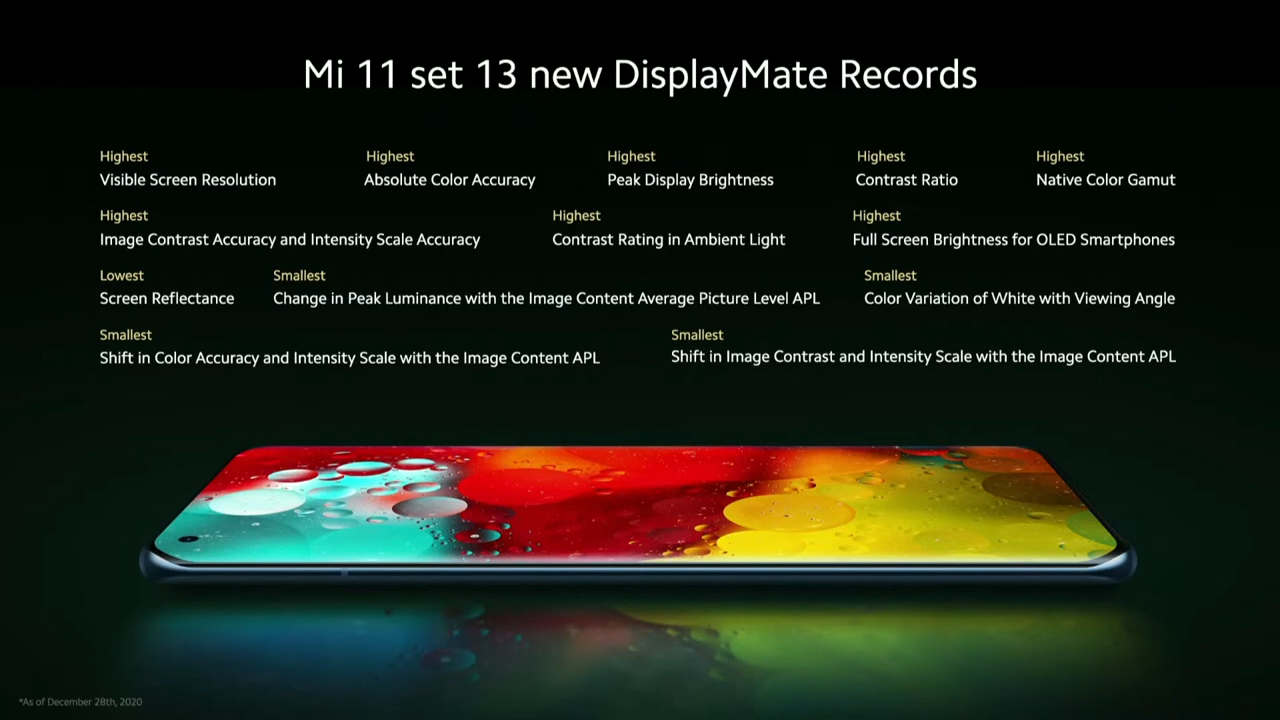 Mi 11 set 13 new DisplayMate Records
Highest
Visible Screen Resolution
Highest
Absolute Color Accuracy
Highest
Peak Display Brightness
Highest
Contrast Ratio
Highest
Native Color Gamut
Highest
Image Contrast Accuracy and Intensity Scale Accuracy
Highest
Contrast Rating in Ambient Light
Highest
Full Screen Brightness for OLED Smartphones
Lowest
Screen Reflectance
Smallest
Change in Peak Luminance with the Image Content Average Picture Level APL
Smallest
Color Variation of White with Viewing Angle
Smallest
Shift in Color Accuracy and Intensity Scale with the Image Content APL
Smallest
Shift in Image Contrast and Intensity Scale with the Image Content APL
*As of December 28th, 2020